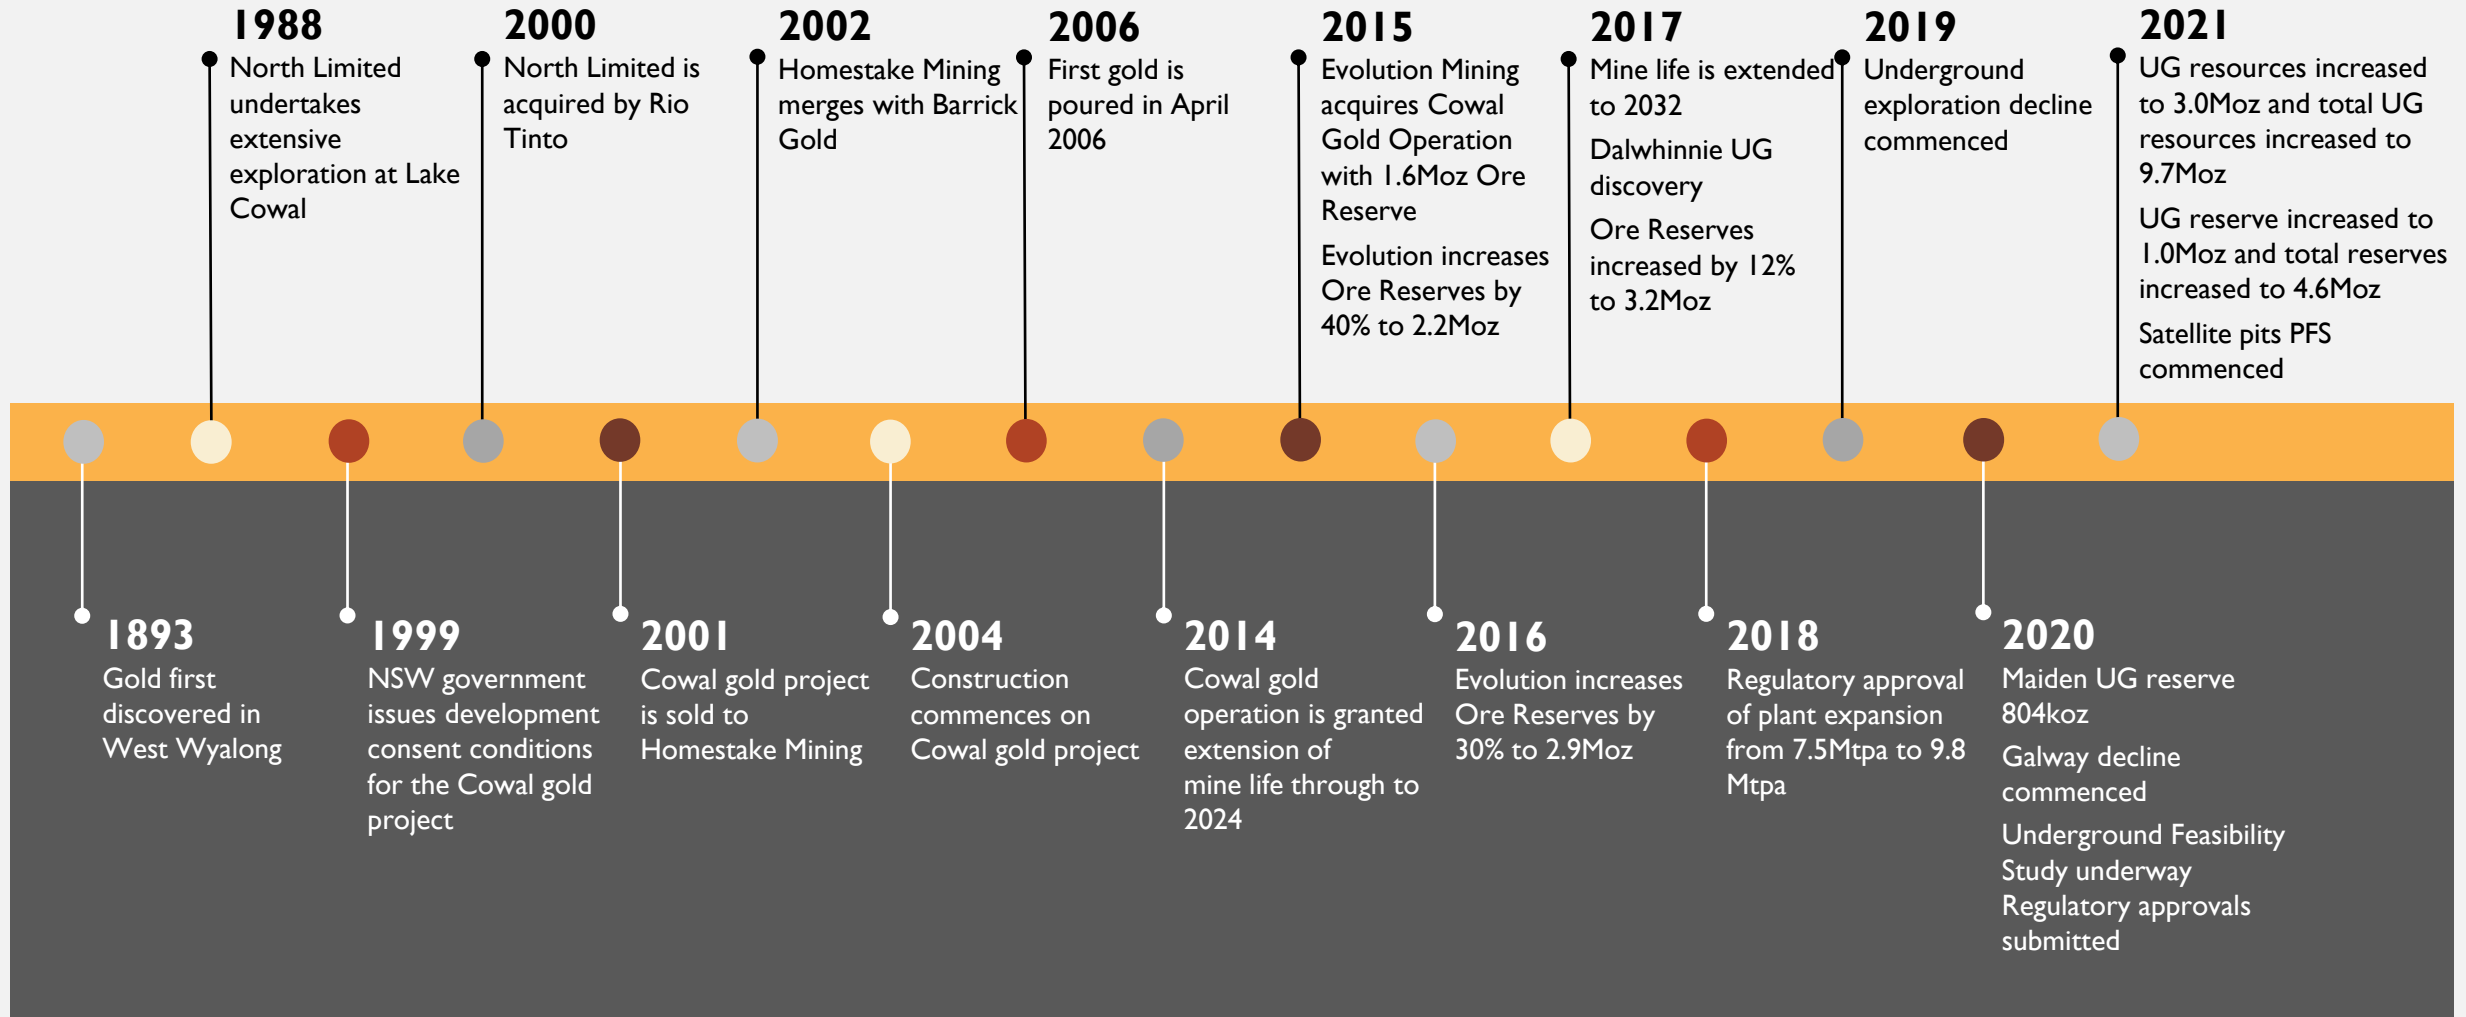 1988
North Limited
undertakes
extensive
exploration at Lake
Cowal
2000
North Limited is
acquired by Rio
Tinto
2002
Homestake Mining
merges with Barrick
Gold
2006
First gold is
poured in April
2006
2015
Evolution Mining
acquires Cowal
Gold Operation
with 1.6Moz Ore
Reserve
Evolution increases
Ore Reserves by
40% to 2.2Moz
2017
Mine life is extended
to 2032
Dalwhinnie UG
discovery
Ore Reserves
increased by 12%
to 3.2Moz
2019
Underground
exploration decline
commenced
2021
UG resources increased
to 3.0Moz and total UG
resources increased to
9.7Moz
UG reserve increased to
1.0Moz and total reserves
increased to 4.6Moz
Satellite pits PFS
commenced
1893
Gold first
discovered in
West Wyalong
1999
NSW government
issues development
consent conditions
for the Cowal gold
project
2001
Cowal gold project
is sold to
Homestake Mining
2004
Construction
commences on
Cowal gold project
2014
Cowal gold
operation is granted
extension of
mine life through to
2024
2016
Evolution increases
Ore Reserves by
30% to 2.9Moz
2018
Regulatory approval
of plant expansion
from 7.5Mtpa to 9.8
Mtpa
2020
Maiden UG reserve
804koz
Galway decline
commenced
Underground Feasibility
Study underway
Regulatory approvals
submitted